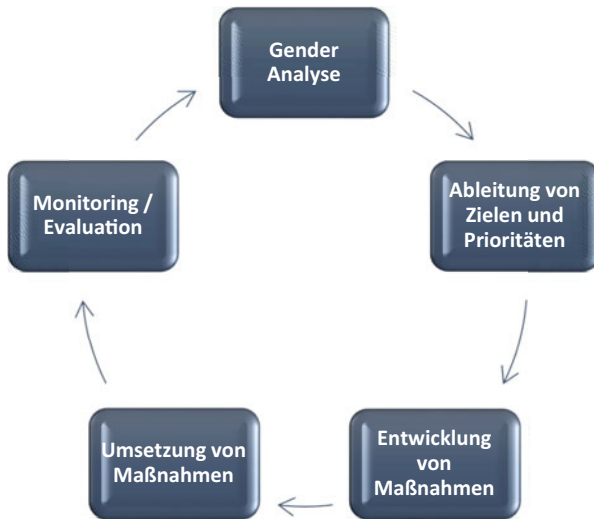 Gender
Analyse
Ableitung von
Zielen und
Prioritäten
Entwicklung
von
Maßnahmen
Umsetzung von
Maßnahmen
Monitoring /
Evaluation